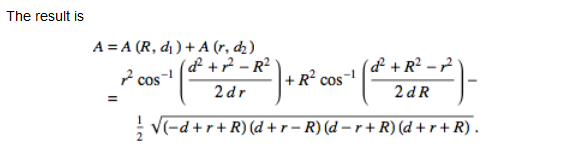 The result is
A = A (R, d₁) + A (r, d₂)
= r² cos⁻¹ ((d² + r² − R²) / (2 d r)) + R² cos⁻¹ ((d² + R² − r²) / (2 d R)) −
½ √((−d + r + R) (d + r − R) (d − r + R) (d + r + R)) .